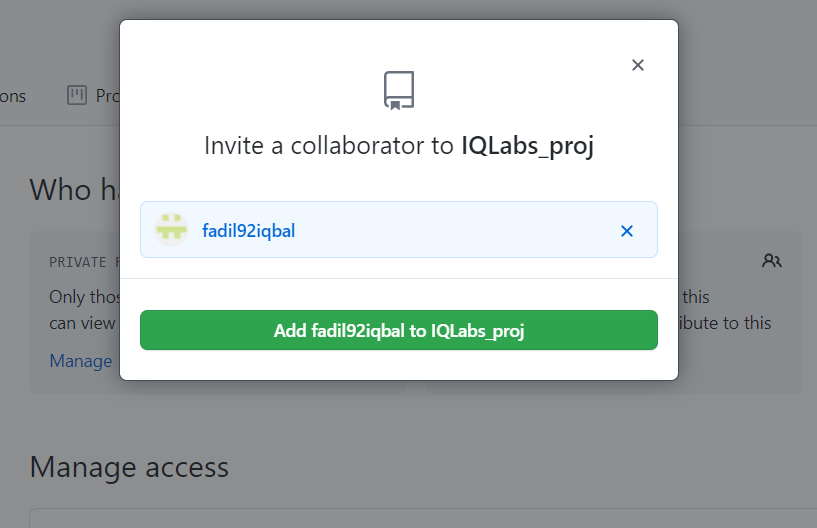 ons
Pro
Invite a collaborator to IQLabs_proj
Who ha
fadil92iqbal
PRIVATE
Only thos
this
can view
ibute to this
Add fadil92iqbal to IQLabs_proj
Manage
Manage access